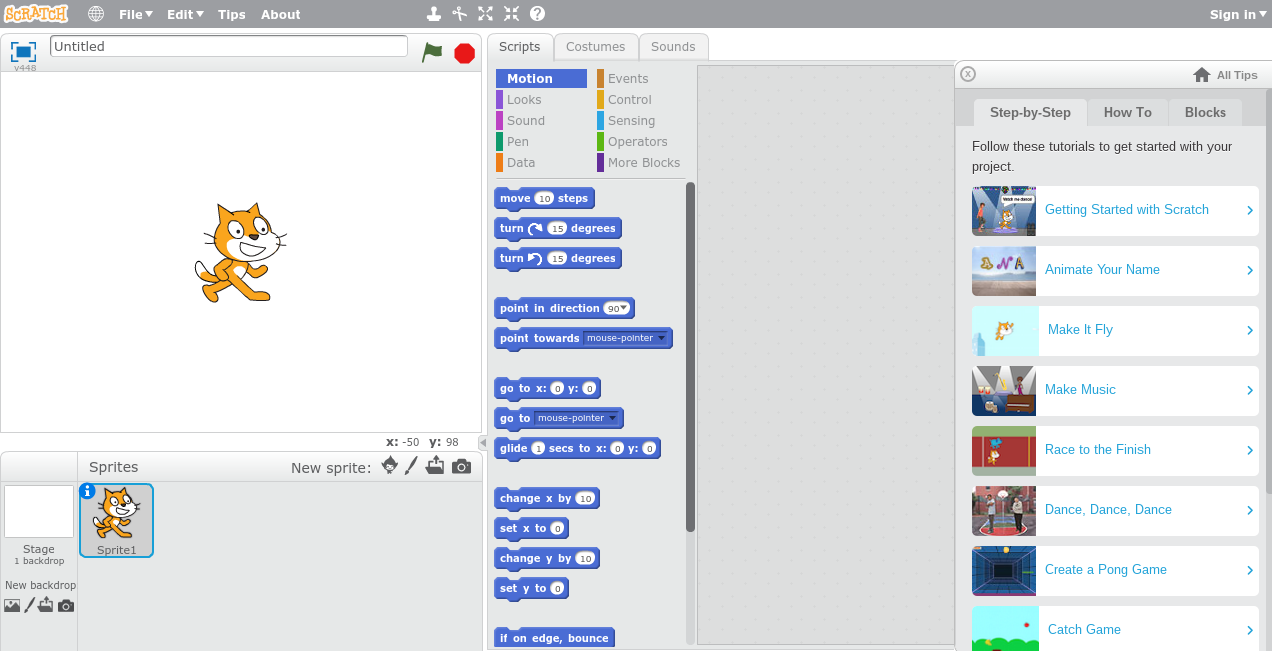 SCRATCH
File▾ Edit▾ Tips About
Sign in▾
v448
Untitled
x: -50 y: 98
Sprites
New sprite:
Stage
1 backdrop
New backdrop
Sprite1
Scripts Costumes Sounds
Motion Events
Looks Control
Sound Sensing
Pen Operators
Data More Blocks
move 10 steps
turn 15 degrees
turn 15 degrees
point in direction 90▾
point towards mouse-pointer
go to x: 0 y: 0
go to mouse-pointer
glide 1 secs to x: 0 y: 0
change x by 10
set x to 0
change y by 10
set y to 0
if on edge, bounce
All Tips
Step-by-Step How To Blocks
Follow these tutorials to get started with your
project.
Watch me dance!
Getting Started with Scratch
DNA
Animate Your Name
Make It Fly
Make Music
Race to the Finish
Dance, Dance, Dance
Create a Pong Game
Catch Game